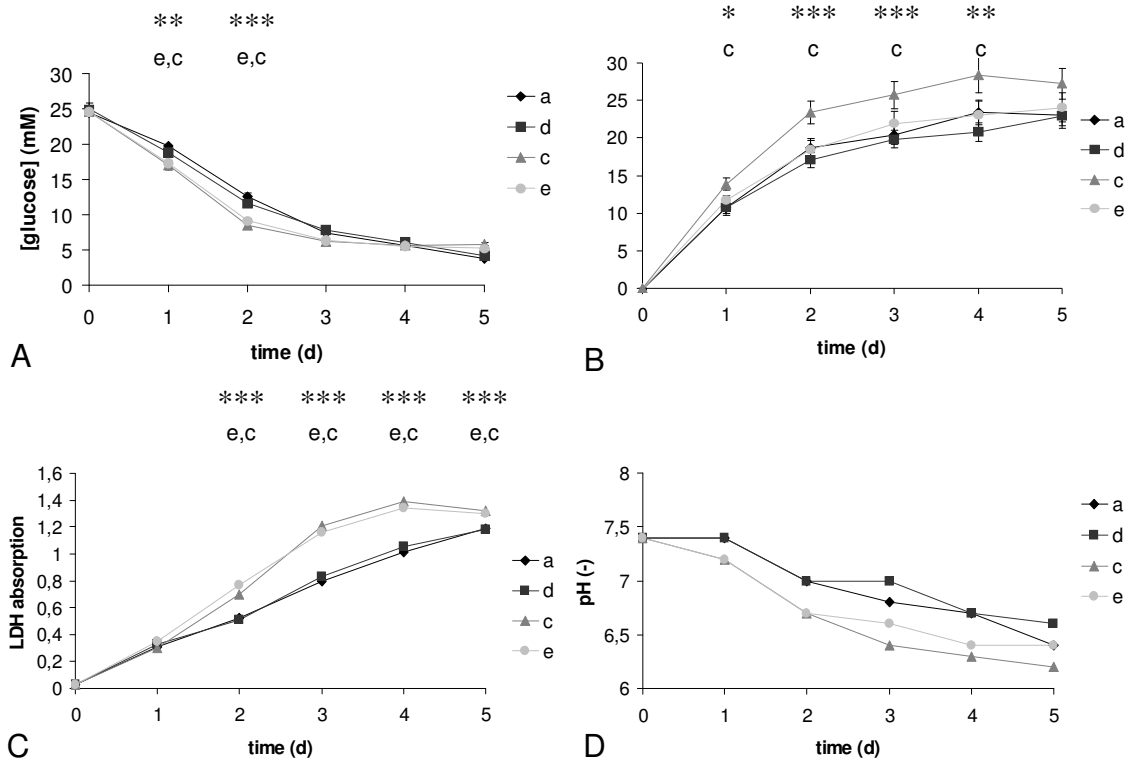 ** ***
e,c e,c
30
25
20
15
10
5
0
[glucose] (mM)
0 1 2 3 4 5
time (d)
a
d
c
e
A
* *** *** **
c c c c
30
25
20
15
10
5
0
0 1 2 3 4 5
time (d)
a
d
c
e
B
*** *** *** ***
e,c e,c e,c e,c
1,6
1,4
1,2
1
0,8
0,6
0,4
0,2
0
LDH absorption
0 1 2 3 4 5
time (d)
a
d
c
e
C
8
7,5
7
6,5
6
pH (-)
0 1 2 3 4 5
time (d)
a
d
c
e
D